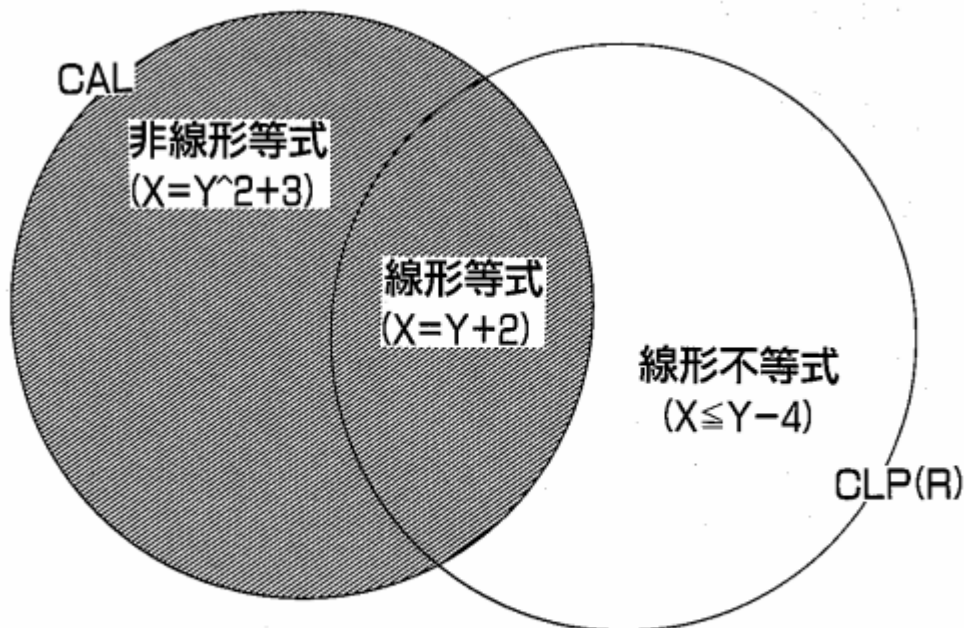 CAL
非線形等式
(X=Y^2+3)
線形等式
(X=Y+2)
線形不等式
(X≦Y-4)
CLP(R)